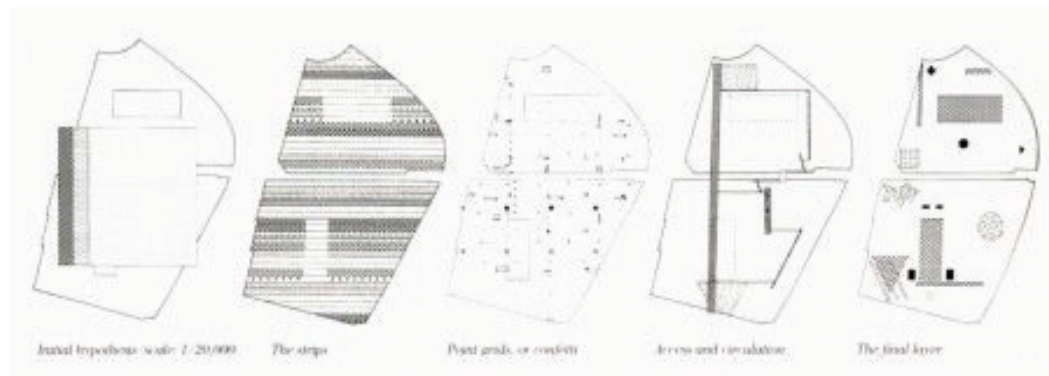 Initial hypothesis scale: 1/20,000
The strips
Point grids, or confetti
Access and circulation
The final layer